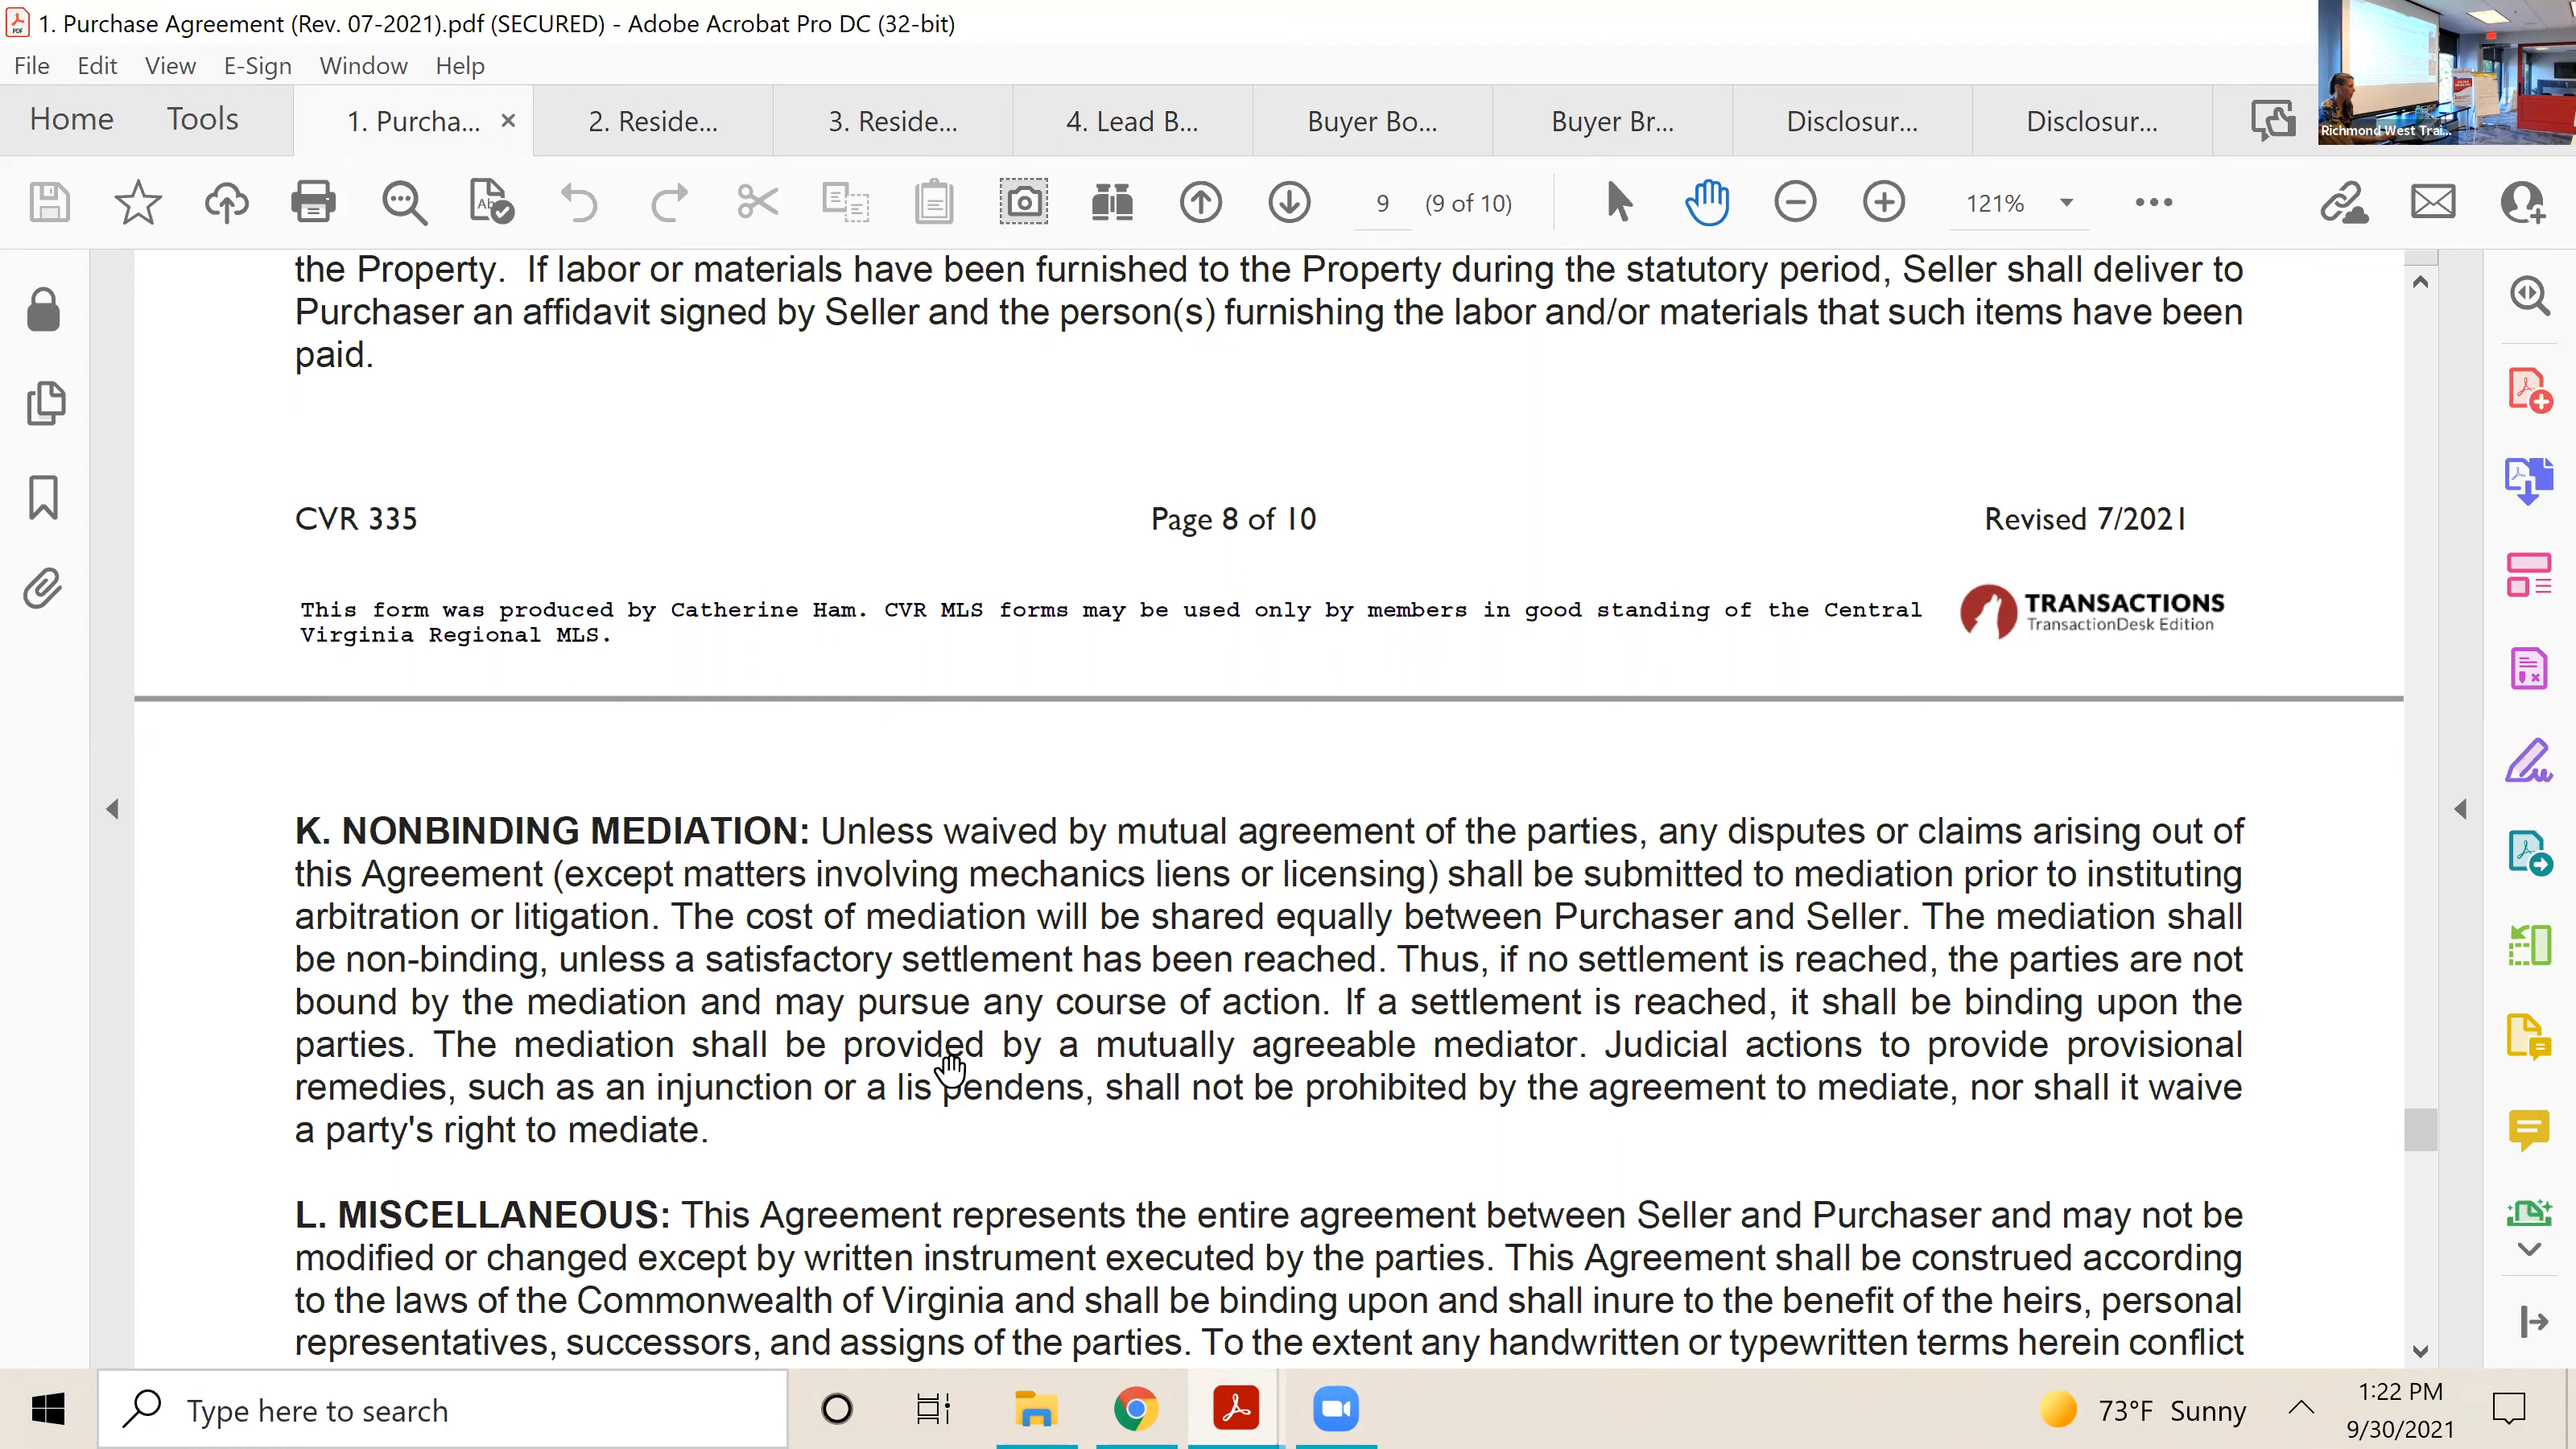 1. Purchase Agreement (Rev. 07-2021).pdf (SECURED) - Adobe Acrobat Pro DC (32-bit)
File Edit View E-Sign Window Help
Home Tools 1. Purcha... × 2. Reside... 3. Reside... 4. Lead B... Buyer Bo... Buyer Br... Disclosur... Disclosur...
Richmond West Trai...
9 (9 of 10) 121%
the Property. If labor or materials have been furnished to the Property during the statutory period, Seller shall deliver to
Purchaser an affidavit signed by Seller and the person(s) furnishing the labor and/or materials that such items have been
paid.
CVR 335 Page 8 of 10 Revised 7/2021
This form was produced by Catherine Ham. CVR MLS forms may be used only by members in good standing of the Central
Virginia Regional MLS.
TRANSACTIONS
TransactionDesk Edition
K. NONBINDING MEDIATION: Unless waived by mutual agreement of the parties, any disputes or claims arising out of
this Agreement (except matters involving mechanics liens or licensing) shall be submitted to mediation prior to instituting
arbitration or litigation. The cost of mediation will be shared equally between Purchaser and Seller. The mediation shall
be non-binding, unless a satisfactory settlement has been reached. Thus, if no settlement is reached, the parties are not
bound by the mediation and may pursue any course of action. If a settlement is reached, it shall be binding upon the
parties. The mediation shall be provided by a mutually agreeable mediator. Judicial actions to provide provisional
remedies, such as an injunction or a lis pendens, shall not be prohibited by the agreement to mediate, nor shall it waive
a party's right to mediate.
L. MISCELLANEOUS: This Agreement represents the entire agreement between Seller and Purchaser and may not be
modified or changed except by written instrument executed by the parties. This Agreement shall be construed according
to the laws of the Commonwealth of Virginia and shall be binding upon and shall inure to the benefit of the heirs, personal
representatives, successors, and assigns of the parties. To the extent any handwritten or typewritten terms herein conflict
Type here to search
73°F Sunny
1:22 PM
9/30/2021